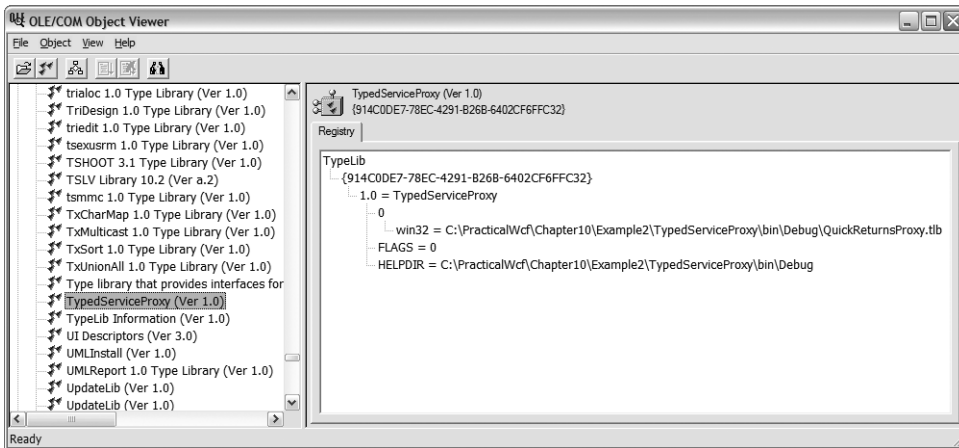 OLE/COM Object Viewer
File Object View Help
trialoc 1.0 Type Library (Ver 1.0)
TriDesign 1.0 Type Library (Ver 1.0)
triedit 1.0 Type Library (Ver 1.0)
tsexusrm 1.0 Type Library (Ver 1.0)
TSHOOT 3.1 Type Library (Ver 1.0)
TSLV Library 10.2 (Ver a.2)
tsmmc 1.0 Type Library (Ver 1.0)
TxCharMap 1.0 Type Library (Ver 1.0)
TxMulticast 1.0 Type Library (Ver 1.0)
TxSort 1.0 Type Library (Ver 1.0)
TxUnionAll 1.0 Type Library (Ver 1.0)
Type library that provides interfaces for
TypedServiceProxy (Ver 1.0)
TypeLib Information (Ver 1.0)
UI Descriptors (Ver 3.0)
UMLInstall (Ver 1.0)
UMLReport 1.0 Type Library (Ver 1.0)
UpdateLib (Ver 1.0)
UpdateLib (Ver 1.0)
TypedServiceProxy (Ver 1.0)
{914C0DE7-78EC-4291-B26B-6402CF6FFC32}
Registry
TypeLib
{914C0DE7-78EC-4291-B26B-6402CF6FFC32}
1.0 = TypedServiceProxy
0
win32 = C:\PracticalWcf\Chapter10\Example2\TypedServiceProxy\bin\Debug\QuickReturnsProxy.tlb
FLAGS = 0
HELPDIR = C:\PracticalWcf\Chapter10\Example2\TypedServiceProxy\bin\Debug
Ready